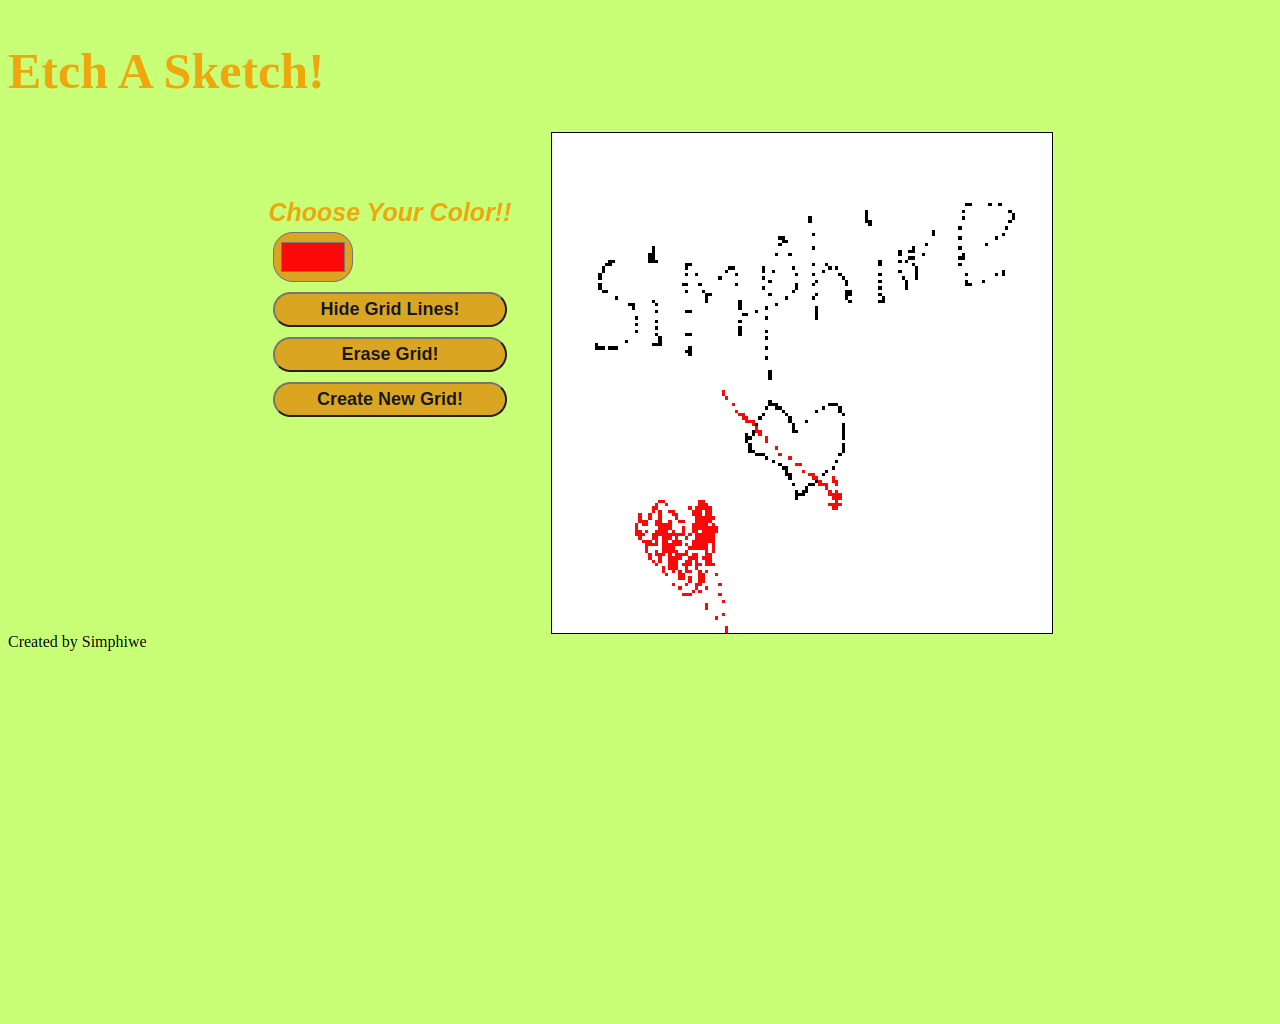 Etch A Sketch!
Choose Your Color!!
Hide Grid Lines!
Erase Grid!
Create New Grid!
Simphiwe
Created by Simphiwe